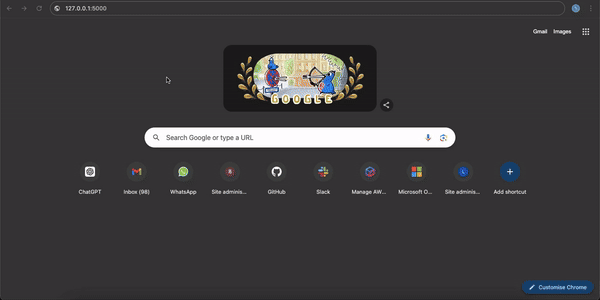 127.0.0.1:5000
Gmail Images
GOOGLE
Search Google or type a URL
ChatGPT
Inbox (98)
WhatsApp
Site adminis...
GitHub
Slack
Manage AW...
Microsoft O...
Site adminis...
Add shortcut
Customise Chrome